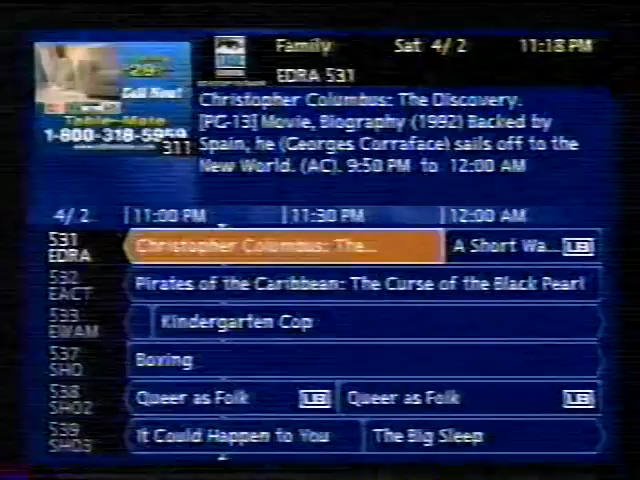 Family Sat 4/2 11:18 PM
EDRA 531
Call Now!
Table-Mate
1-800-318-5959
311
Christopher Columbus: The Discovery.
[PG-13] Movie, Biography (1992) Backed by
Spain, he (Georges Corraface) sails off to the
New World. (AC). 9:50 PM to 12:00 AM
4/2 11:00 PM 11:30 PM 12:00 AM
531 EDRA Christopher Columbus: The... A Short Wa...
532 EACT Pirates of the Caribbean: The Curse of the Black Pearl
533 EWAM Kindergarten Cop
537 SHO Boxing
538 SHO2 Queer as Folk Queer as Folk
539 SHO3 It Could Happen to You The Big Sleep